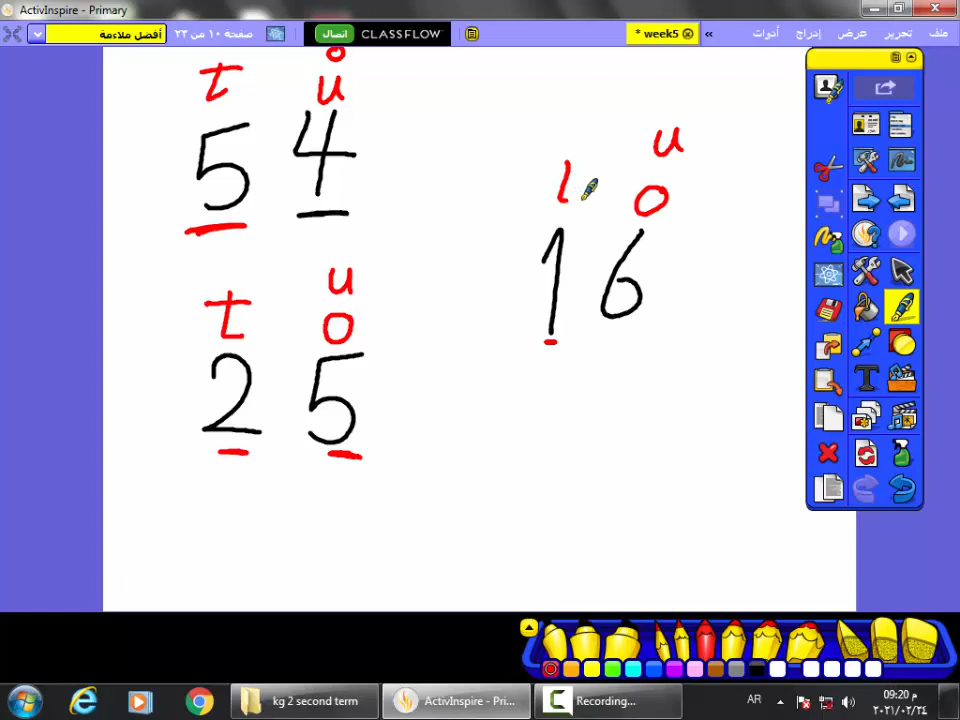 ActivInspire - Primary
أفضل ملاءمة
صفحة ١٠ من ٢٣
اتصال CLASSFLOW
* week5
»
أدوات
إدراج
عرض
تحرير
ملف
o
t u
5 4
u
t o
2 5
u
l o
1 6
kg 2 second term
ActivInspire - Pri...
Recording...
AR
09:20 م
٢٠٢١/٠٢/٢٤